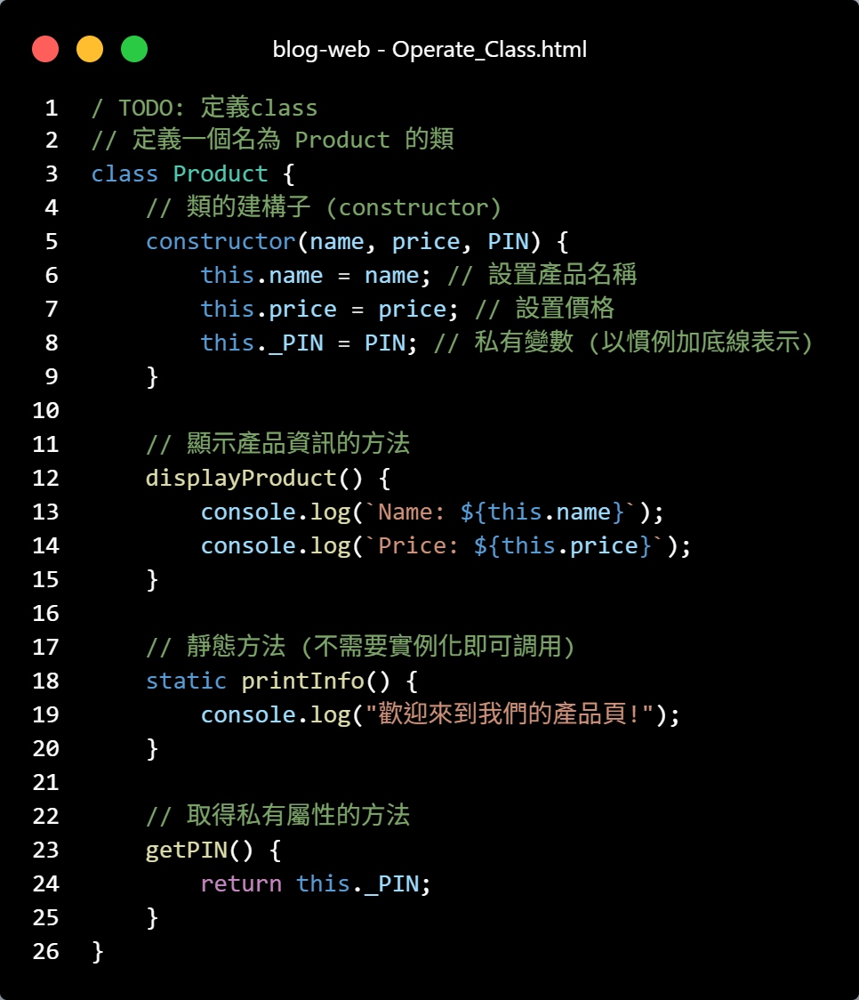 blog-web - Operate_Class.html
1 / TODO: 定義class
2 // 定義一個名為 Product 的類
3 class Product {
4     // 類的建構子 (constructor)
5     constructor(name, price, PIN) {
6         this.name = name; // 設置產品名稱
7         this.price = price; // 設置價格
8         this._PIN = PIN; // 私有變數 (以慣例加底線表示)
9     }
10
11     // 顯示產品資訊的方法
12     displayProduct() {
13         console.log(`Name: ${this.name}`);
14         console.log(`Price: ${this.price}`);
15     }
16
17     // 靜態方法 (不需要實例化即可調用)
18     static printInfo() {
19         console.log("歡迎來到我們的產品頁!");
20     }
21
22     // 取得私有屬性的方法
23     getPIN() {
24         return this._PIN;
25     }
26 }